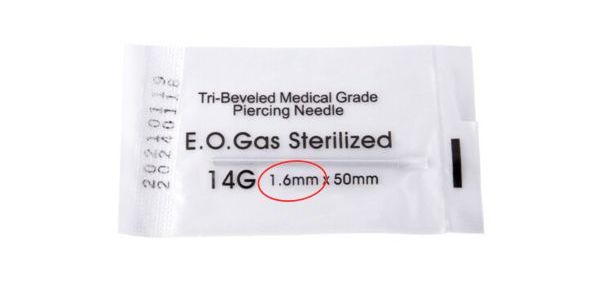 Tri-Beveled Medical Grade
Piercing Needle
E.O.Gas Sterilized
14G 1.6mm x 50mm
20210119
20240118